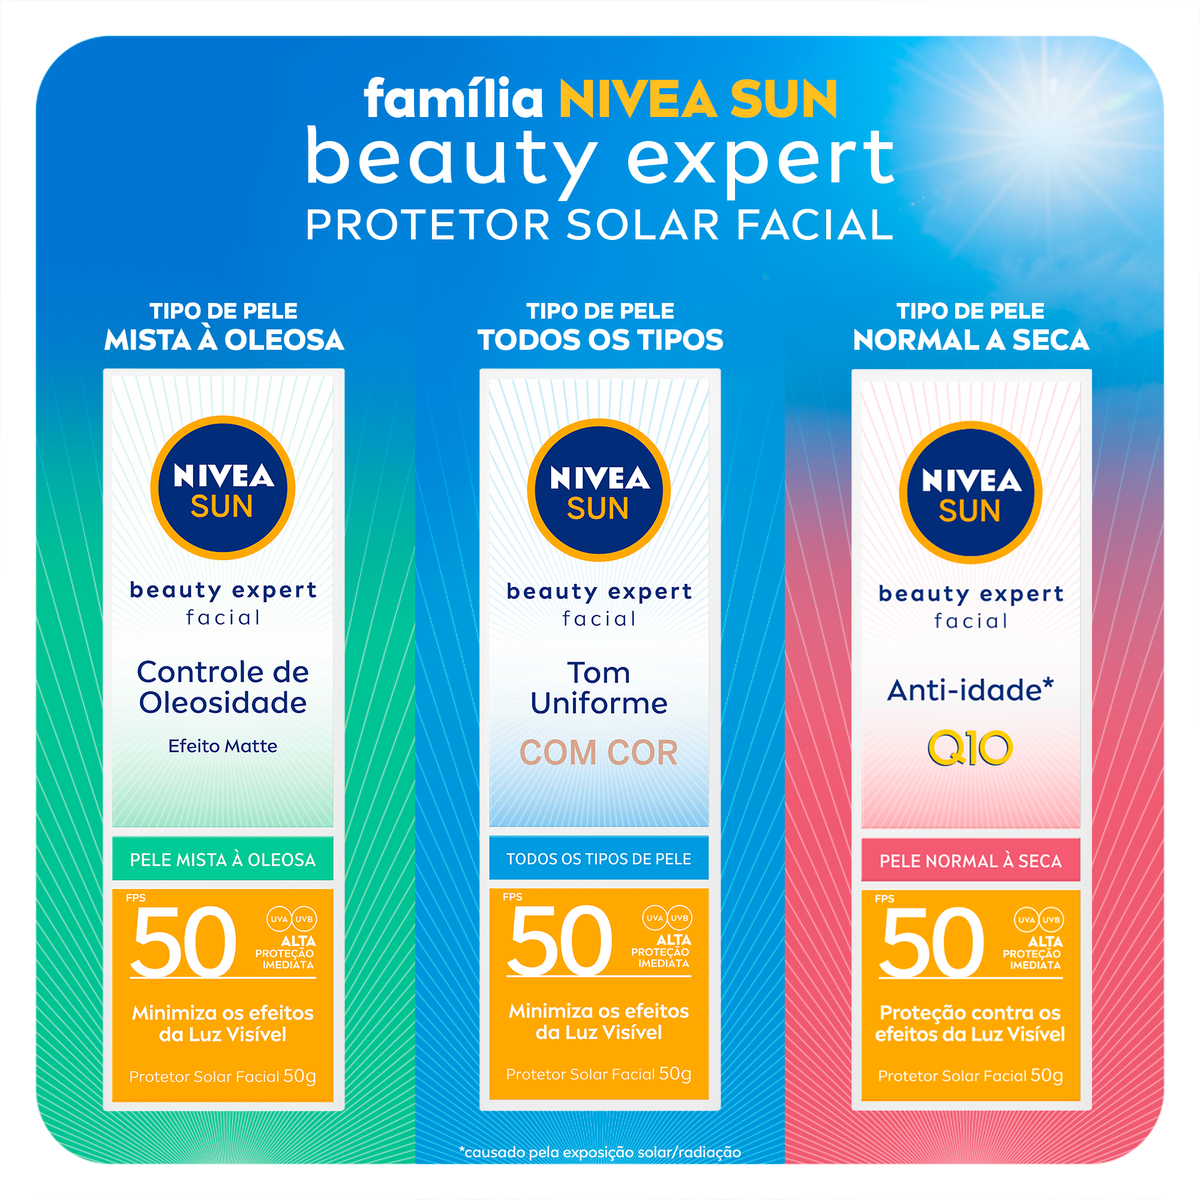 família NIVEA SUN
beauty expert
PROTETOR SOLAR FACIAL
TIPO DE PELE
MISTA À OLEOSA
NIVEA
SUN
beauty expert
facial
Controle de
Oleosidade
Efeito Matte
PELE MISTA À OLEOSA
FPS
50
UVA UVB
ALTA
PROTEÇÃO
IMEDIATA
Minimiza os efeitos
da Luz Visível
Protetor Solar Facial 50g
TIPO DE PELE
TODOS OS TIPOS
NIVEA
SUN
beauty expert
facial
Tom
Uniforme
COM COR
TODOS OS TIPOS DE PELE
FPS
50
UVA UVB
ALTA
PROTEÇÃO
IMEDIATA
Minimiza os efeitos
da Luz Visível
Protetor Solar Facial 50g
TIPO DE PELE
NORMAL A SECA
NIVEA
SUN
beauty expert
facial
Anti-idade*
Q10
PELE NORMAL À SECA
FPS
50
UVA UVB
ALTA
PROTEÇÃO
IMEDIATA
Proteção contra os
efeitos da Luz Visível
Protetor Solar Facial 50g
*causado pela exposição solar/radiação